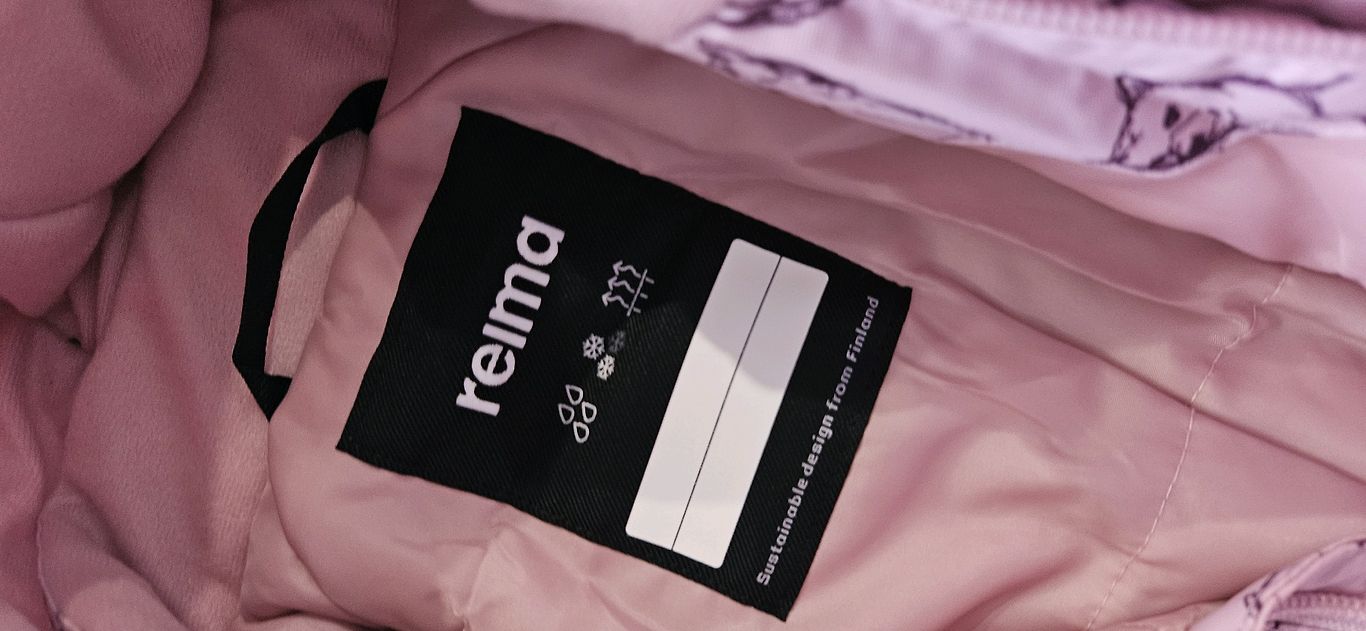 reima
Sustainable design from Finland